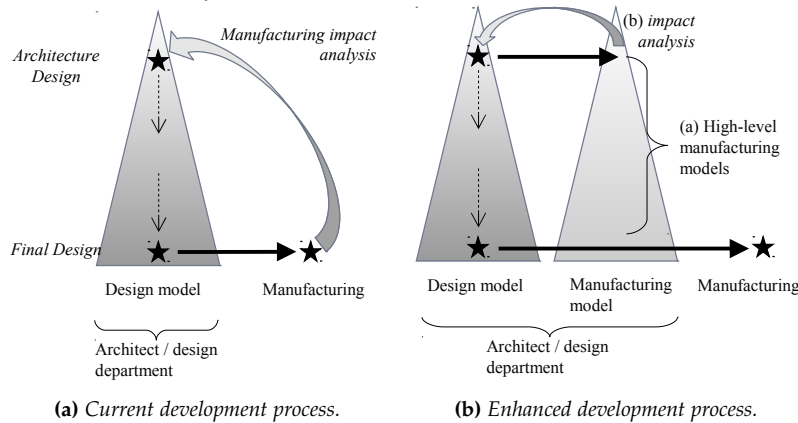 Manufacturing impact
analysis
Architecture
Design
Final Design
Design model
Manufacturing
Architect / design
department
(a) Current development process.
(b) impact
analysis
(a) High-level
manufacturing
models
Design model
Manufacturing
model
Manufacturing
Architect / design
department
(b) Enhanced development process.